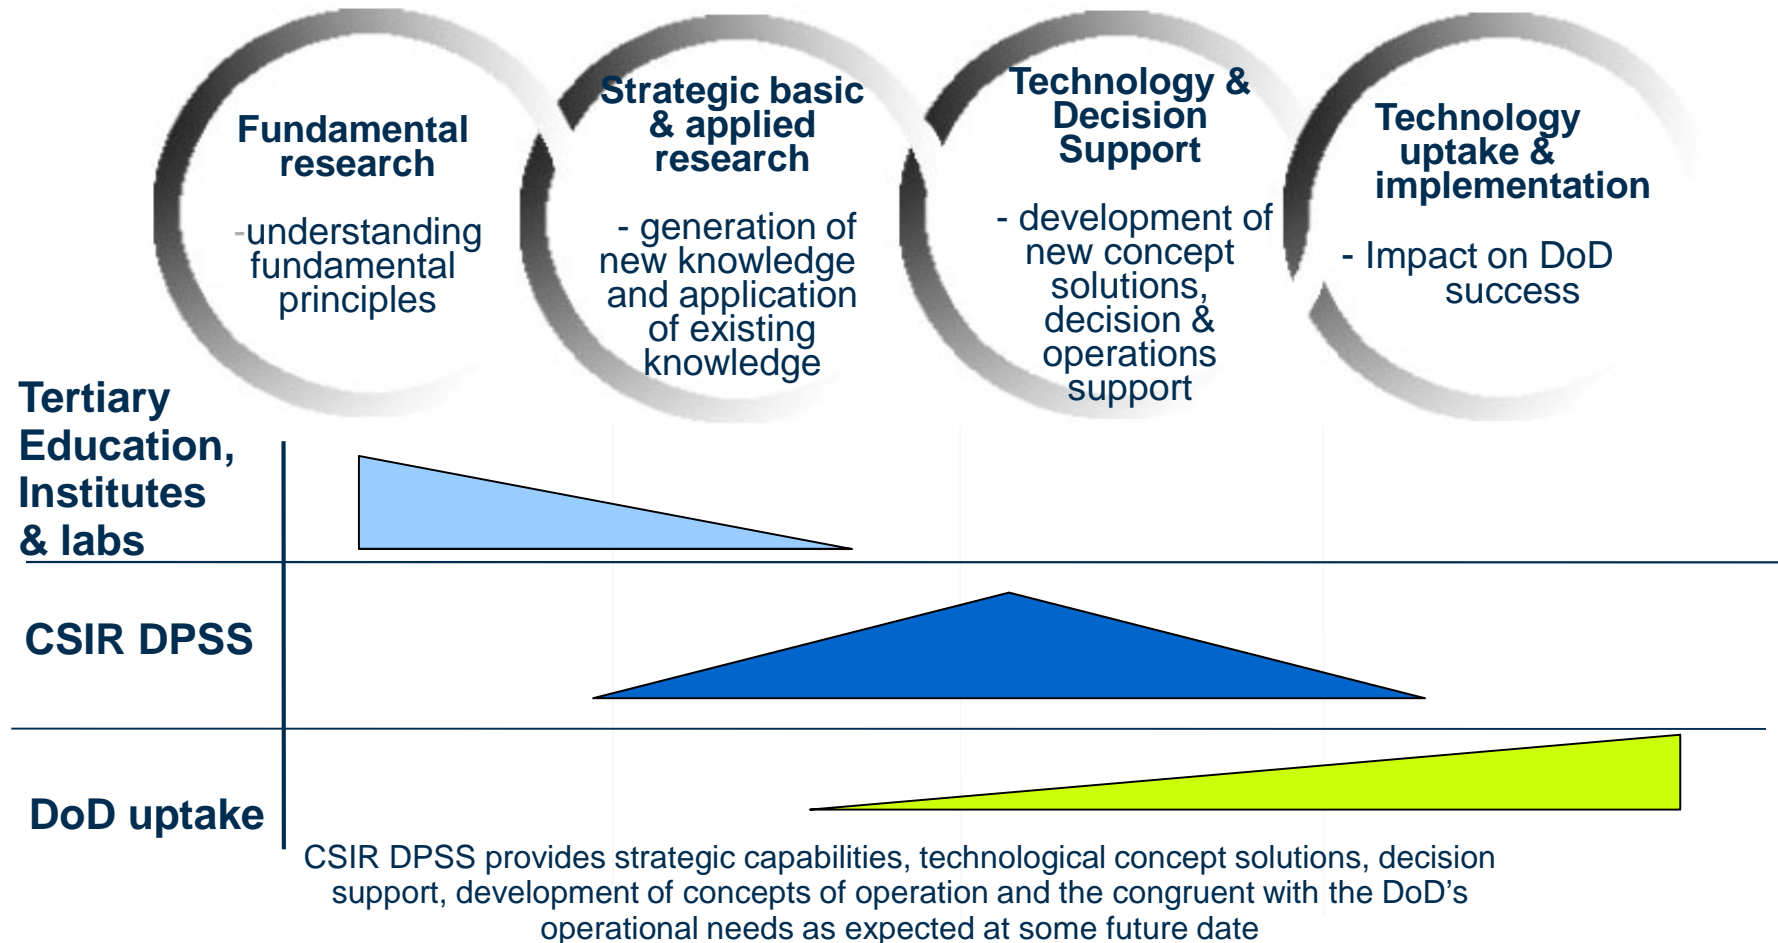 Fundamental
research
-understanding
fundamental
principles
Strategic basic
& applied
research
- generation of
new knowledge
and application
of existing
knowledge
Technology &
Decision
Support
- development of
new concept
solutions,
decision &
operations
support
Technology
uptake &
implementation
- Impact on DoD
success
Tertiary
Education,
Institutes
& labs
CSIR DPSS
DoD uptake
CSIR DPSS provides strategic capabilities, technological concept solutions, decision
support, development of concepts of operation and the congruent with the DoD’s
operational needs as expected at some future date